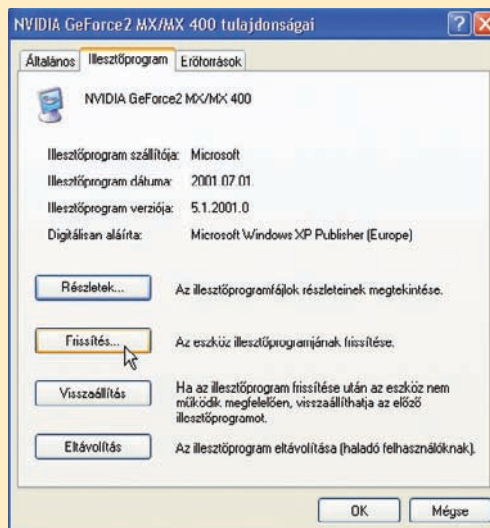 NVIDIA GeForce2 MX/MX 400 tulajdonságai
Általános
Illesztőprogram
Erőforrások
NVIDIA GeForce2 MX/MX 400
Illesztőprogram szállítója: Microsoft
Illesztőprogram dátuma: 2001.07.01.
Illesztőprogram verziója: 5.1.2001.0
Digitálisan aláírta: Microsoft Windows XP Publisher (Europe)
Részletek...
Az illesztőprogramfájlok részleteinek megtekintése.
Frissítés...
Az eszköz illesztőprogramjának frissítése.
Visszaállítás
Ha az illesztőprogram frissítése után az eszköz nem
működik megfelelően, visszaállíthatja az előző
illesztőprogramot.
Eltávolítás
Az illesztőprogram eltávolítása (haladó felhasználóknak).
OK
Mégse